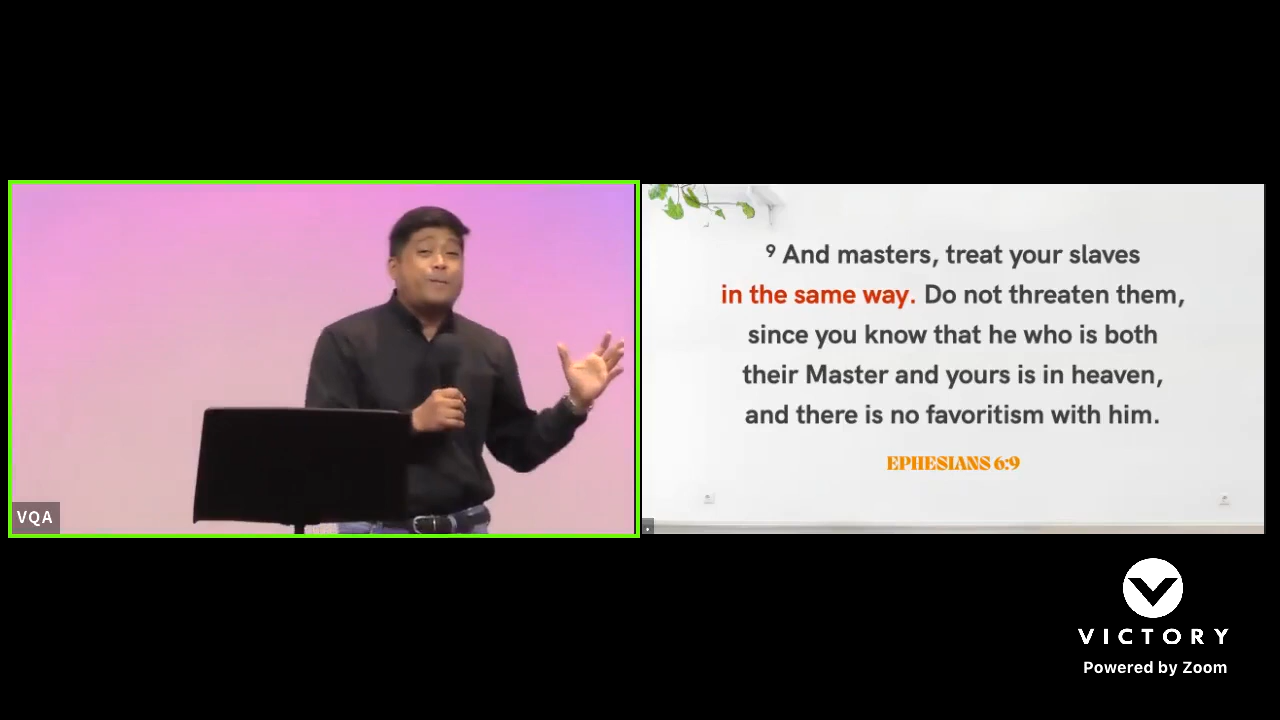 VQA
⁹ And masters, treat your slaves
in the same way. Do not threaten them,
since you know that he who is both
their Master and yours is in heaven,
and there is no favoritism with him.
EPHESIANS 6:9
VICTORY
Powered by Zoom